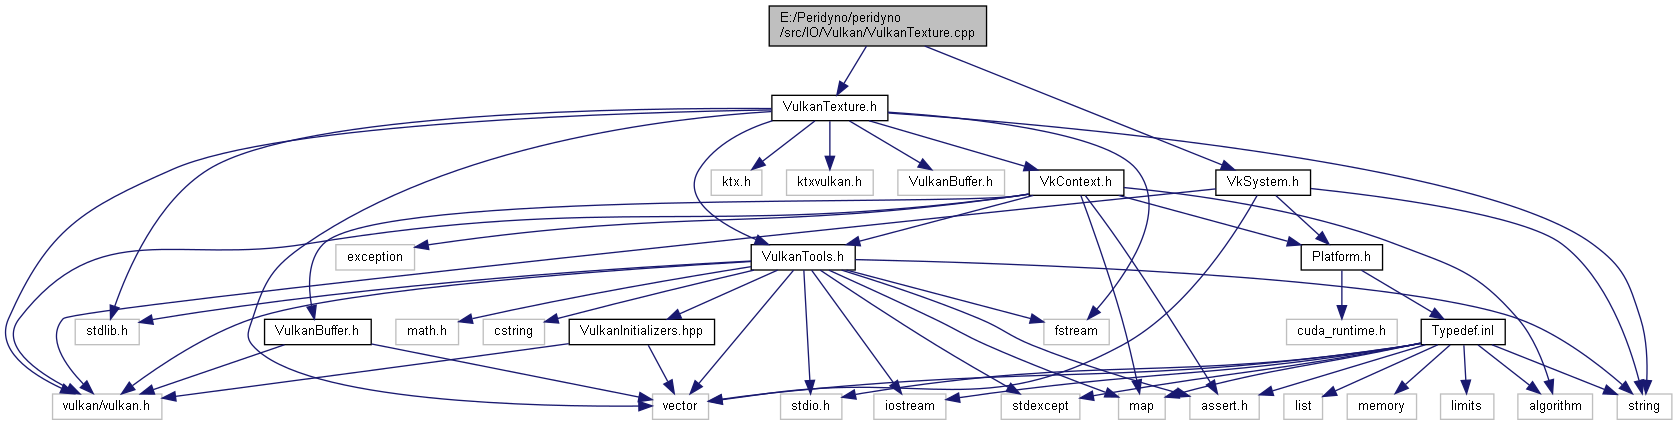 E:/Peridyno/peridyno
/src/IO/Vulkan/VulkanTexture.cpp
VulkanTexture.h
ktx.h
ktxvulkan.h
VulkanBuffer.h
VkContext.h
VkSystem.h
exception
VulkanTools.h
Platform.h
stdlib.h
VulkanBuffer.h
math.h
cstring
VulkanInitializers.hpp
fstream
cuda_runtime.h
Typedef.inl
vulkan/vulkan.h
vector
stdio.h
iostream
stdexcept
map
assert.h
list
memory
limits
algorithm
string